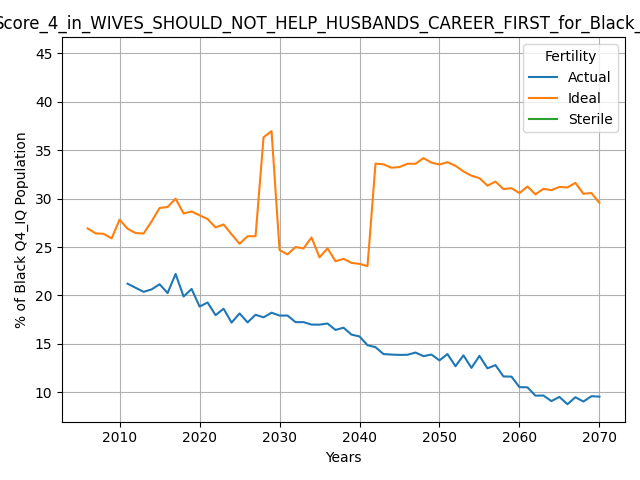 Score_4_in_WIVES_SHOULD_NOT_HELP_HUSBANDS_CAREER_FIRST_for_Black_
45
40
35
30
25
20
15
10
% of Black Q4_IQ Population
Fertility
Actual
Ideal
Sterile
2010 2020 2030 2040 2050 2060 2070
Years